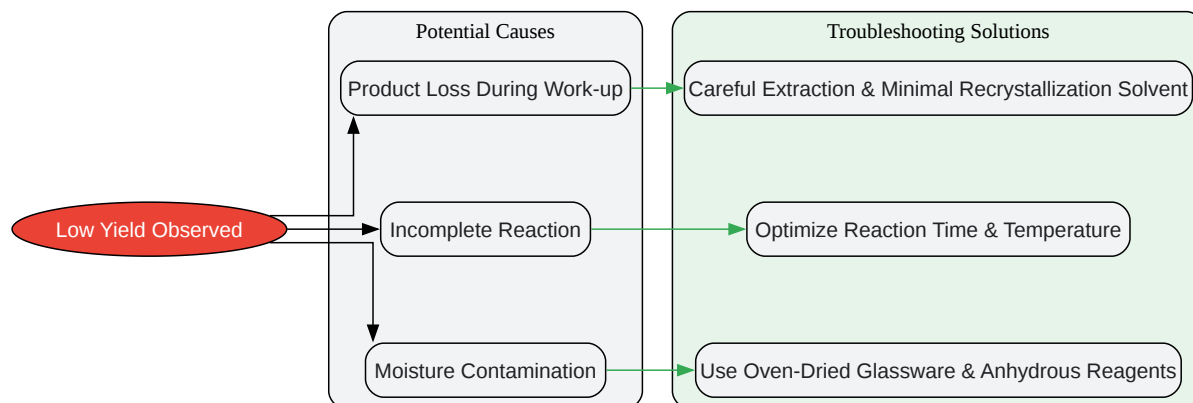 Potential Causes
Troubleshooting Solutions
Product Loss During Work-up
Careful Extraction & Minimal Recrystallization Solvent
Low Yield Observed
Incomplete Reaction
Optimize Reaction Time & Temperature
Moisture Contamination
Use Oven-Dried Glassware & Anhydrous Reagents